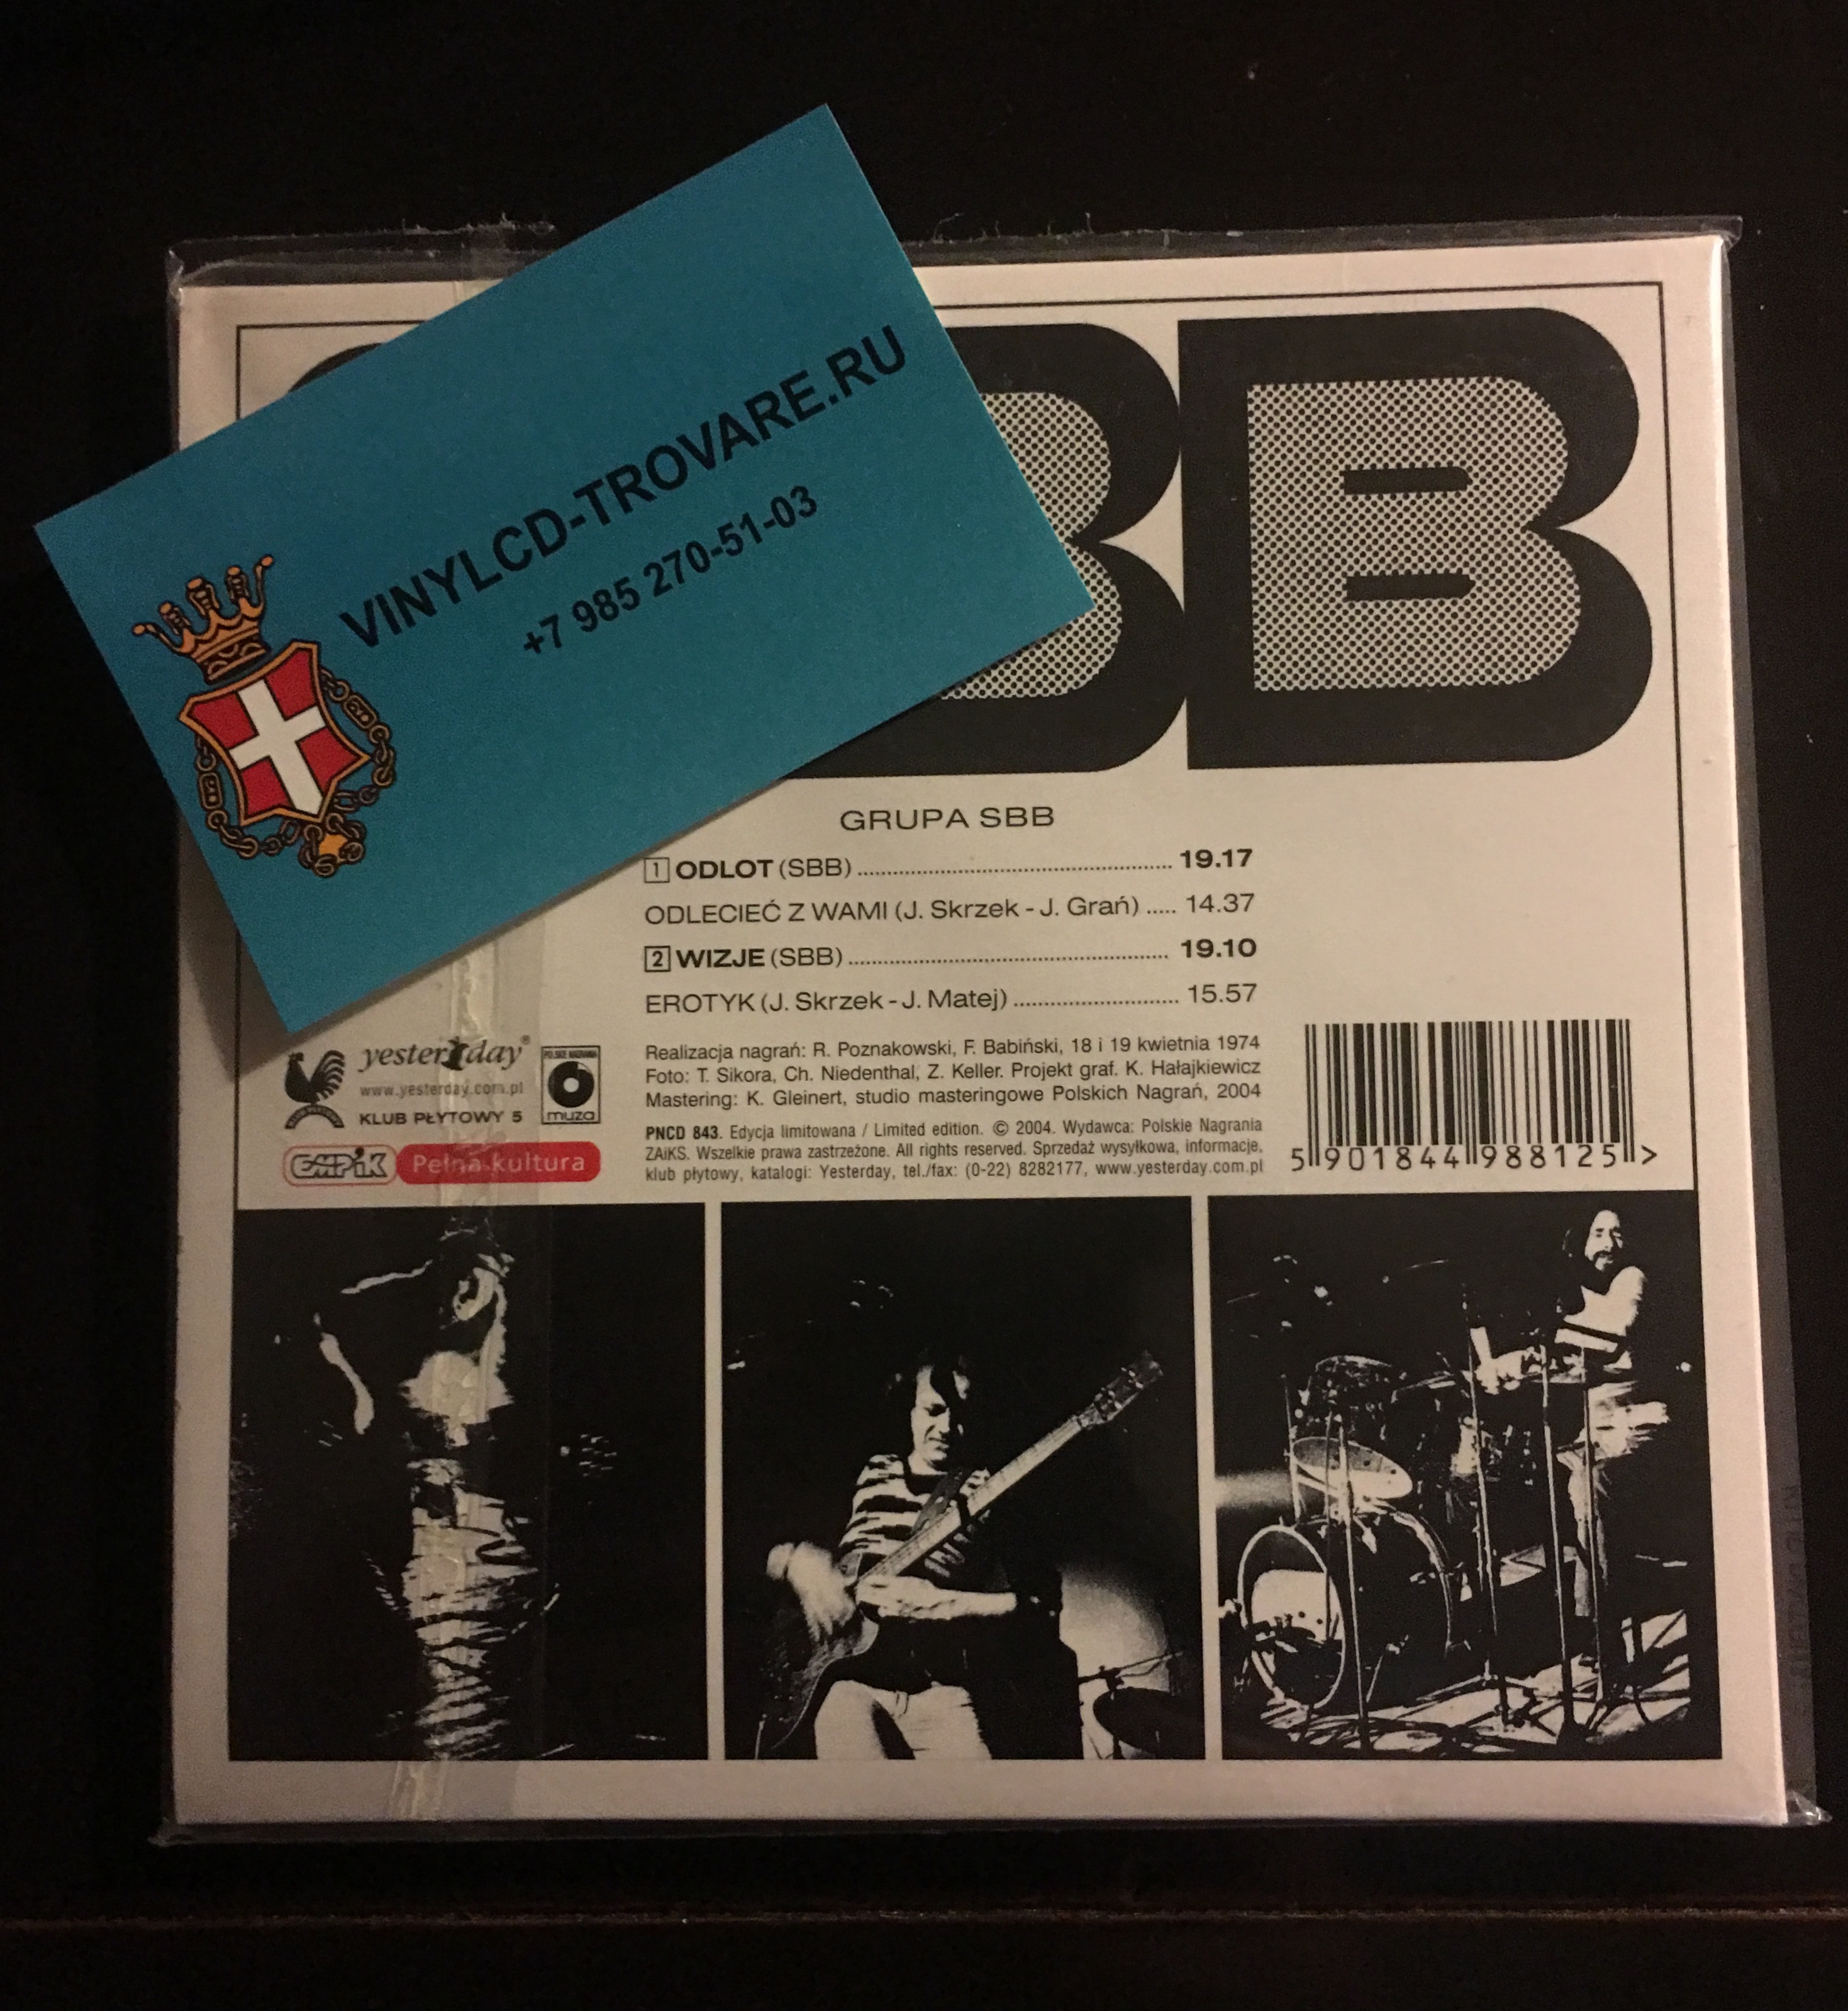 VINYLCD-TROVARE.RU
+7 985 270-51-03
BB
GRUPA SBB
1 ODLOT (SBB) ........ 19.17
ODLECIEĆ Z WAMI (J. Skrzek - J. Grań) ..... 14.37
2 WIZJE (SBB) ........ 19.10
EROTYK (J. Skrzek - J. Matej) ........ 15.57
yesterday®
www.yesterday.com.pl
KLUB PŁYTOWY 5
POLSKIE NAGRANIA
muza
EMPiK Pełna kultura
Realizacja nagrań: R. Poznakowski, F. Babiński, 18 i 19 kwietnia 1974
Foto: T. Sikora, Ch. Niedenthal, Z. Keller. Projekt graf. K. Hałajkiewicz
Mastering: K. Gleinert, studio masteringowe Polskich Nagrań, 2004
PNCD 843. Edycja limitowana / Limited edition. © 2004. Wydawca: Polskie Nagrania
ZAiKS. Wszelkie prawa zastrzeżone. All rights reserved. Sprzedaż wysyłkowa, informacje,
klub płytowy, katalogi: Yesterday, tel./fax: (0-22) 8282177, www.yesterday.com.pl
5 901844 988125 >